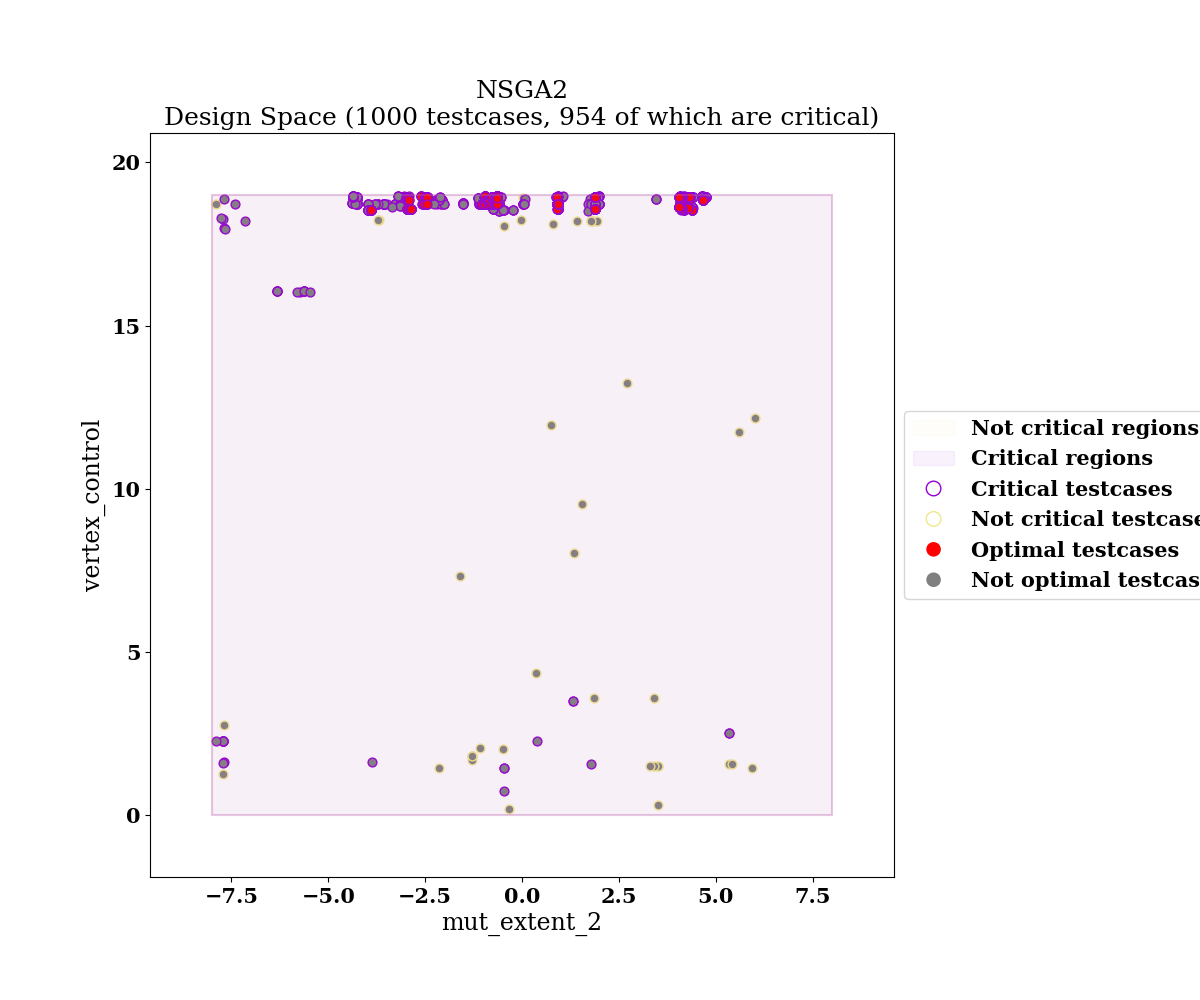 NSGA2
Design Space (1000 testcases, 954 of which are critical)
20
15
10
5
0
vertex_control
−7.5
−5.0
−2.5
0.0
2.5
5.0
7.5
mut_extent_2
Not critical regions
Critical regions
Critical testcases
Not critical testcase
Optimal testcases
Not optimal testcas